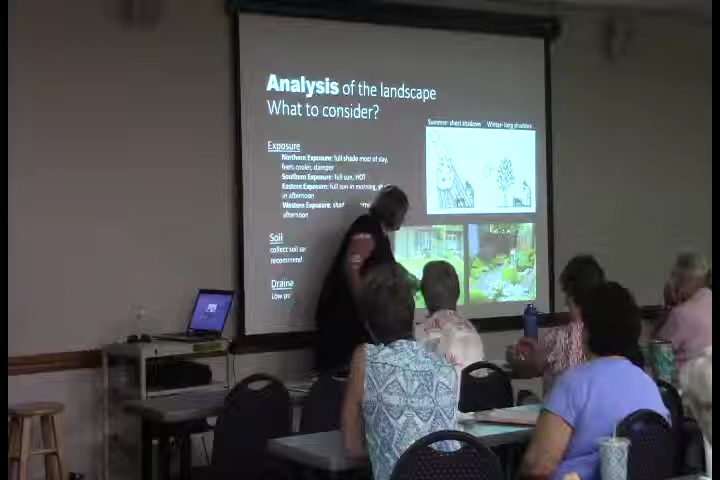 Analysis of the landscape
What to consider?
Summer- short shadows Winter- long shadows
Exposure
Northern Exposure: full shade most of day,
feels cooler, damper
Southern Exposure: full sun, HOT
Eastern Exposure: full sun in morning,
in afternoon
Western Exposure:
afternoon
Soil
collect soil
recommend
Low